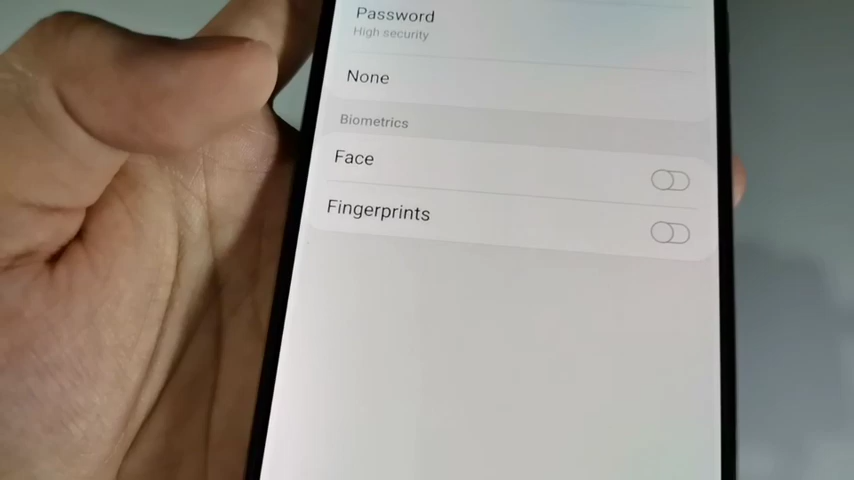 Password
High security
None
Biometrics
Face
Fingerprints